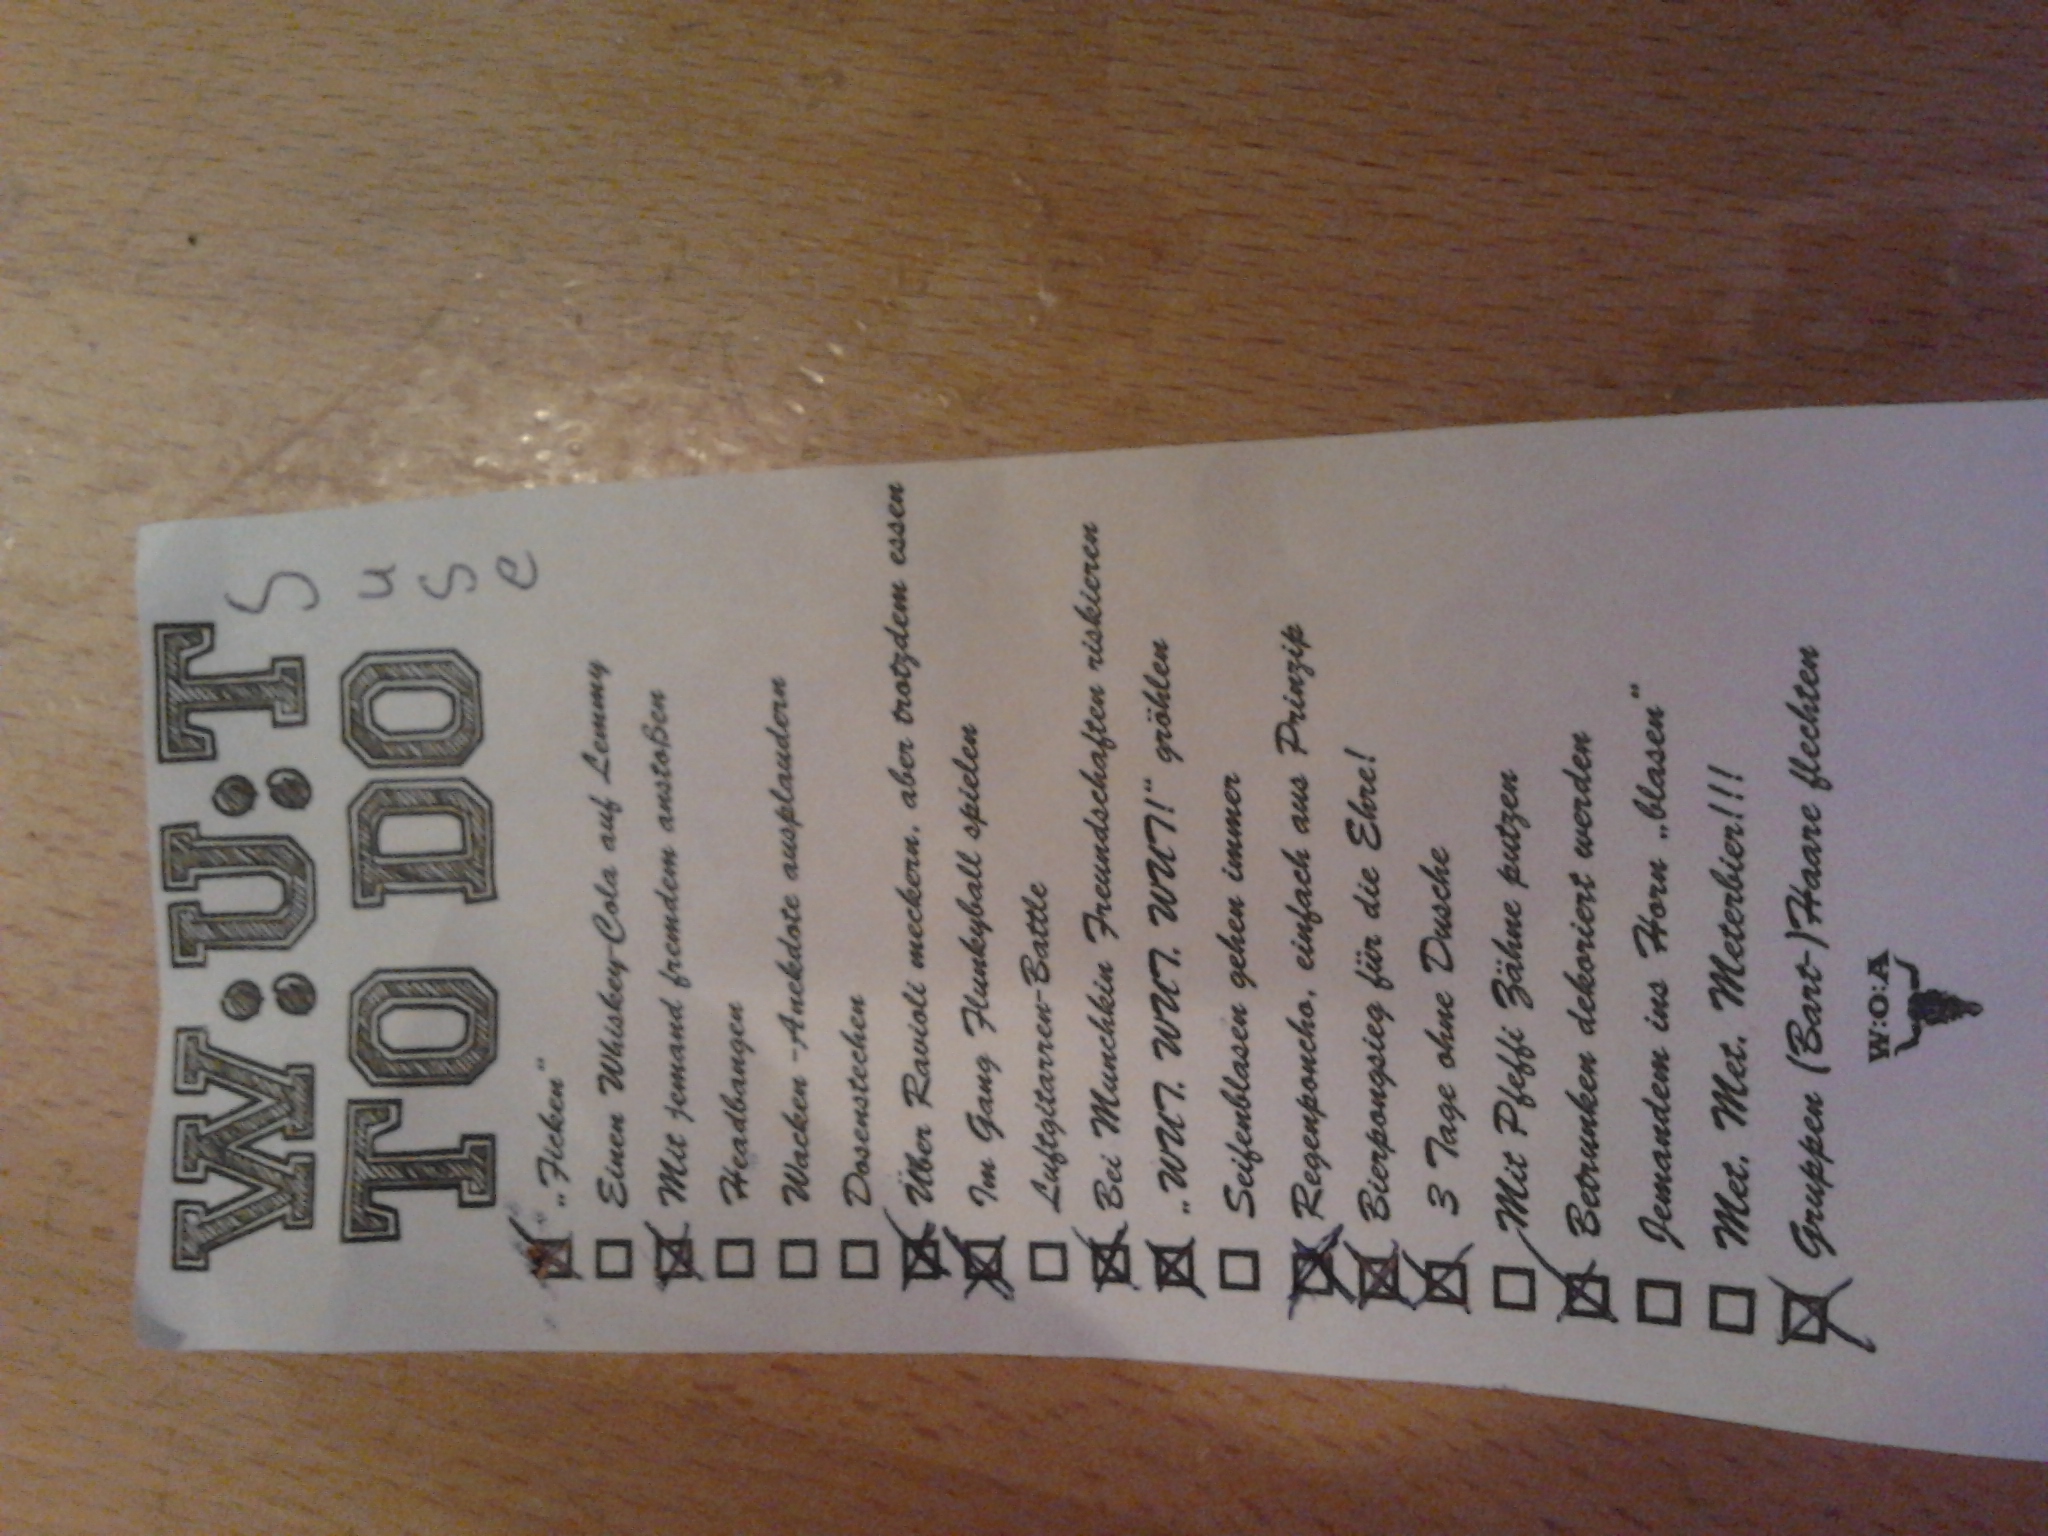 W:U:T
TO DO
S
u
s
e
„Ficken“
Einen Whiskey-Cola auf Lemmy
Mit jemand fremdem anstoßen
Headbangen
Wacken-Anekdote ausplaudern
Dosenstechen
Über Ravioli meckern, aber trotzdem essen
Im Gang Flunkyball spielen
Luftgitarren-Battle
Bei Munchkin Freundschaften riskieren
„WUT, WUT, WUT!“ gröhlen
Seifenblasen gehen immer
Regenponcho, einfach aus Prinzip
Bierpongsieg für die Ehre!
3 Tage ohne Dusche
Mit Pfeffi Zähne putzen
Betrunken dekoriert werden
Jemandem ins Horn „blasen“
Met, Met, Met, Meterbier!!!
Gruppen (Bart-)Haare flechten
W:O:A